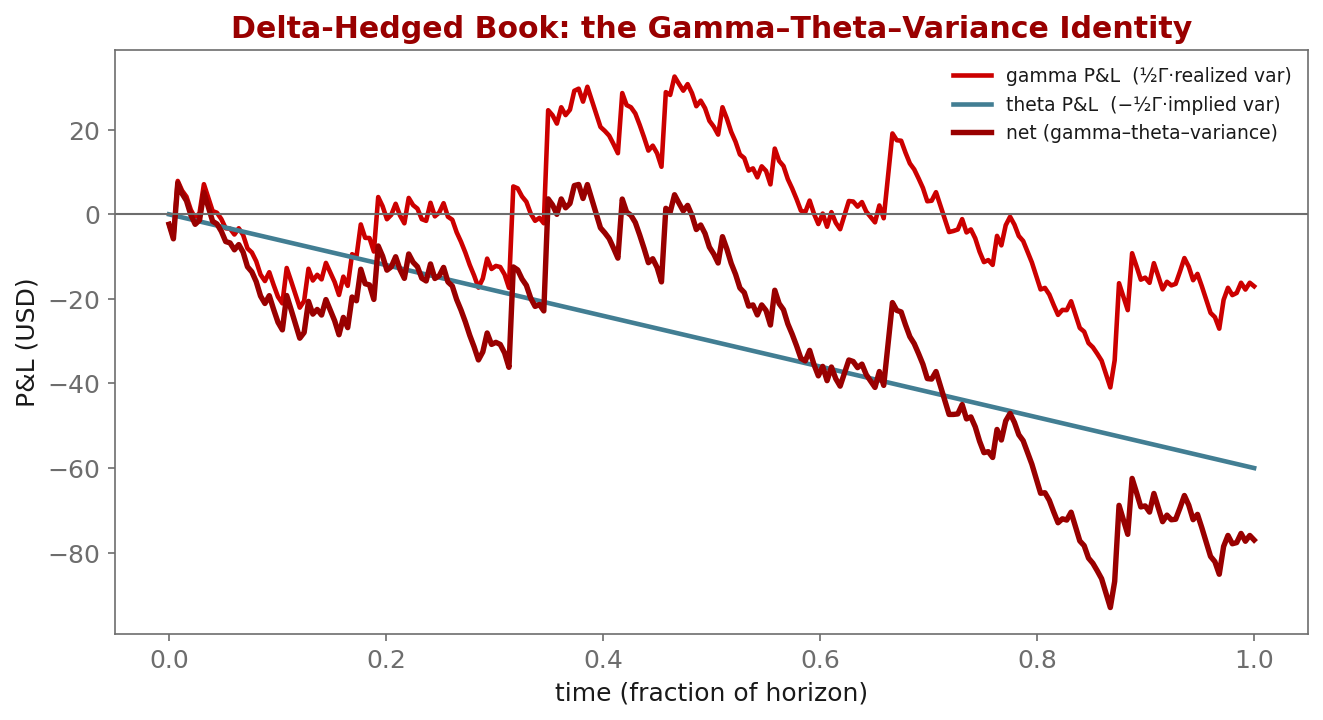 Delta-Hedged Book: the Gamma–Theta–Variance Identity
gamma P&L (½Γ·realized var)
theta P&L (−½Γ·implied var)
net (gamma–theta–variance)
P&L (USD)
20
0
−20
−40
−60
−80
0.0
0.2
0.4
0.6
0.8
1.0
time (fraction of horizon)